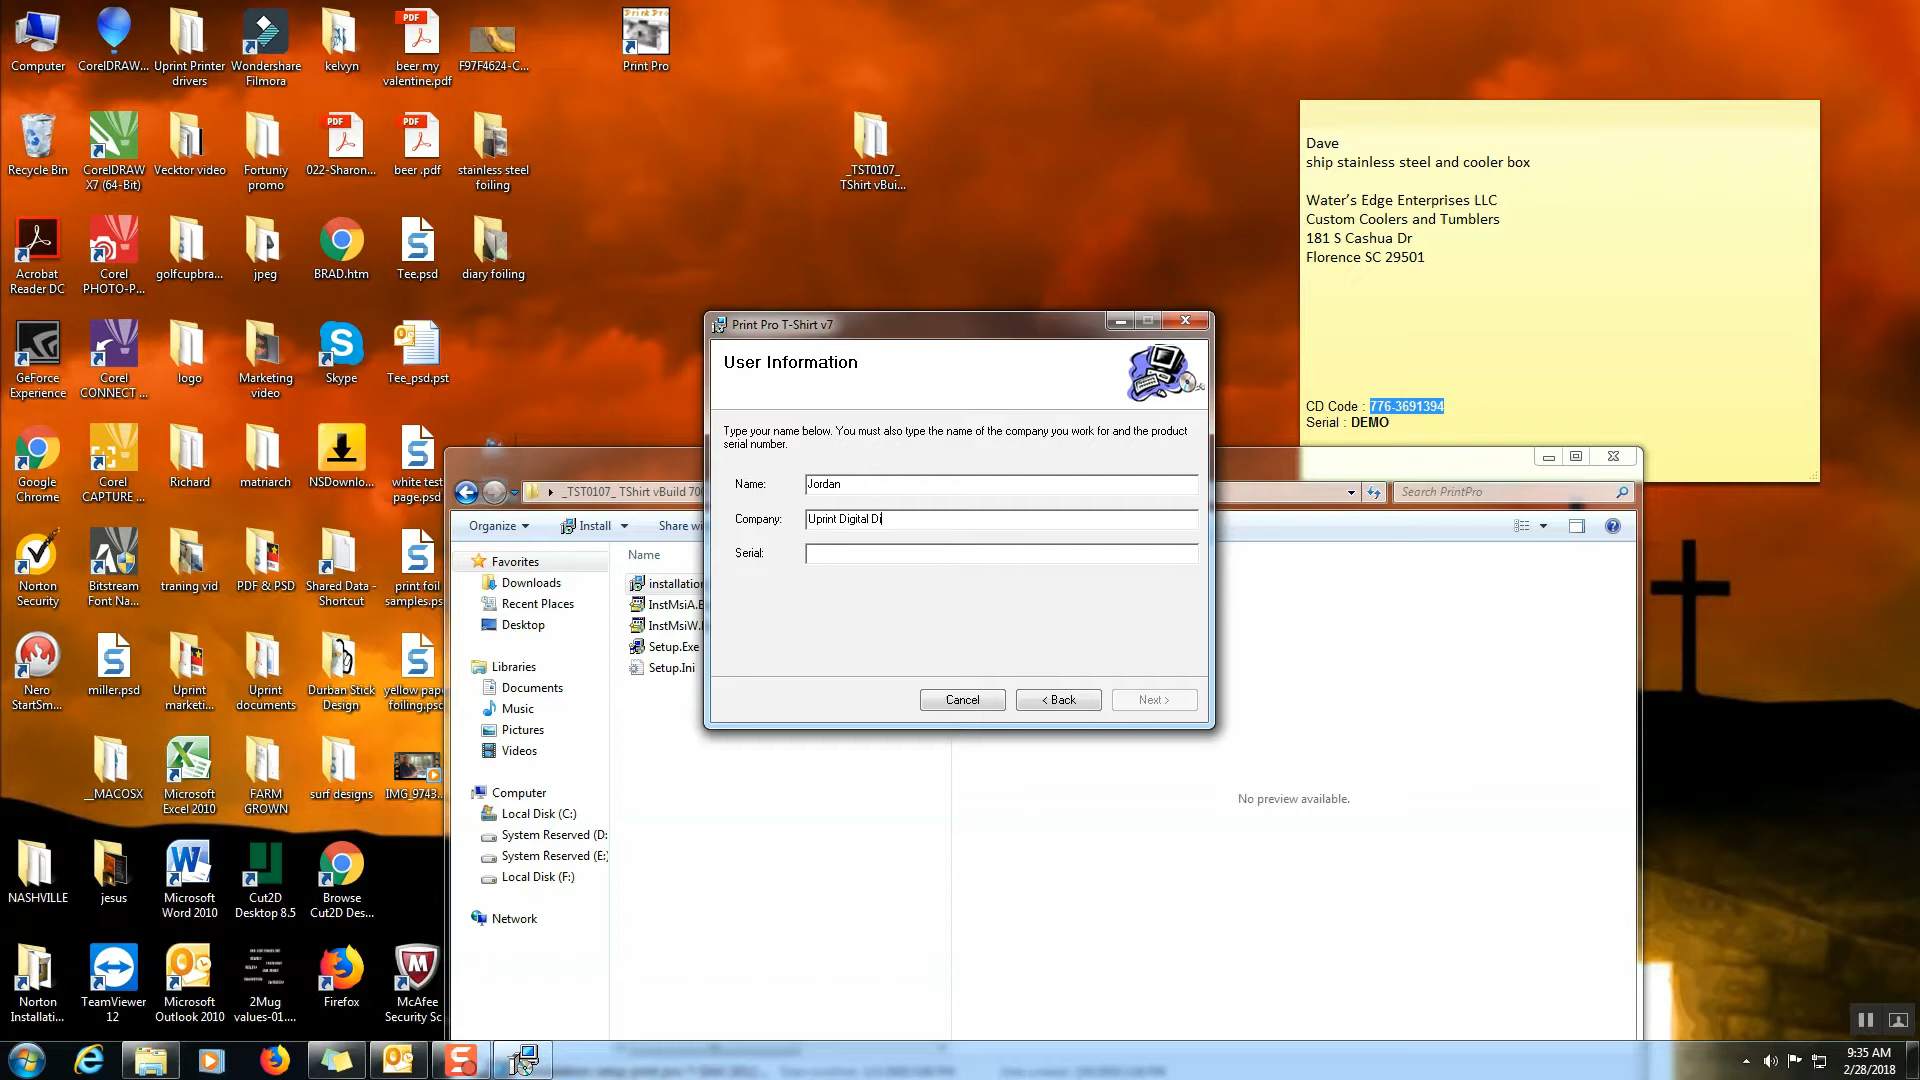 Computer
CorelDRAW...
Uprint Printer
drivers
Wondershare
Filmora
kelvyn
beer my
valentine.pdf
F97F4624-C...
Print Pro
Recycle Bin
CorelDRAW
X7 (64-Bit)
Vecktor video
Fortuniy
promo
022-Sharon...
beer .pdf
stainless steel
foiling
_TST0107_
TShirt vBui...
Acrobat
Reader DC
Corel
PHOTO-P...
golfcupbra...
jpeg
BRAD.htm
Tee.psd
diary foiling
GeForce
Experience
Corel
CONNECT ...
logo
Marketing
video
Skype
Tee_psd.pst
Google
Chrome
Corel
CAPTURE ...
Richard
matriarch
NSDownlo...
white test
page.psd
Norton
Security
Bitstream
Font Na...
traning vid
PDF & PSD
Shared Data -
Shortcut
print foil
samples.ps
Nero
StartSm...
miller.psd
Uprint
marketi...
Uprint
documents
Durban Stick
Design
yellow pap
foiling.psd
__MACOSX
Microsoft
Excel 2010
FARM
GROWN
surf designs
IMG_9743..
NASHVILLE
jesus
Microsoft
Word 2010
Cut2D
Desktop 8.5
Browse
Cut2D Des...
Norton
Installati...
TeamViewer
12
Microsoft
Outlook 2010
2Mug
values-01....
Firefox
McAfee
Security Sc
Dave
ship stainless steel and cooler box
Water's Edge Enterprises LLC
Custom Coolers and Tumblers
181 S Cashua Dr
Florence SC 29501
CD Code : 776-3691394
Serial : DEMO
Print Pro T-Shirt v7
User Information
Type your name below. You must also type the name of the company you work for and the product
serial number.
Name: Jordan
Company: Uprint Digital Di
Serial:
Cancel
< Back
Next >
_TST0107_ TShirt vBuild 700
Search PrintPro
Organize
Install
Share wi
Name
Favorites
Downloads
Recent Places
Desktop
Libraries
Documents
Music
Pictures
Videos
Computer
Local Disk (C:)
System Reserved (D:
System Reserved (E:)
Local Disk (F:)
Network
installation
InstMsiA.E
InstMsiW.
Setup.Exe
Setup.Ini
No preview available.
9:35 AM
2/28/2018